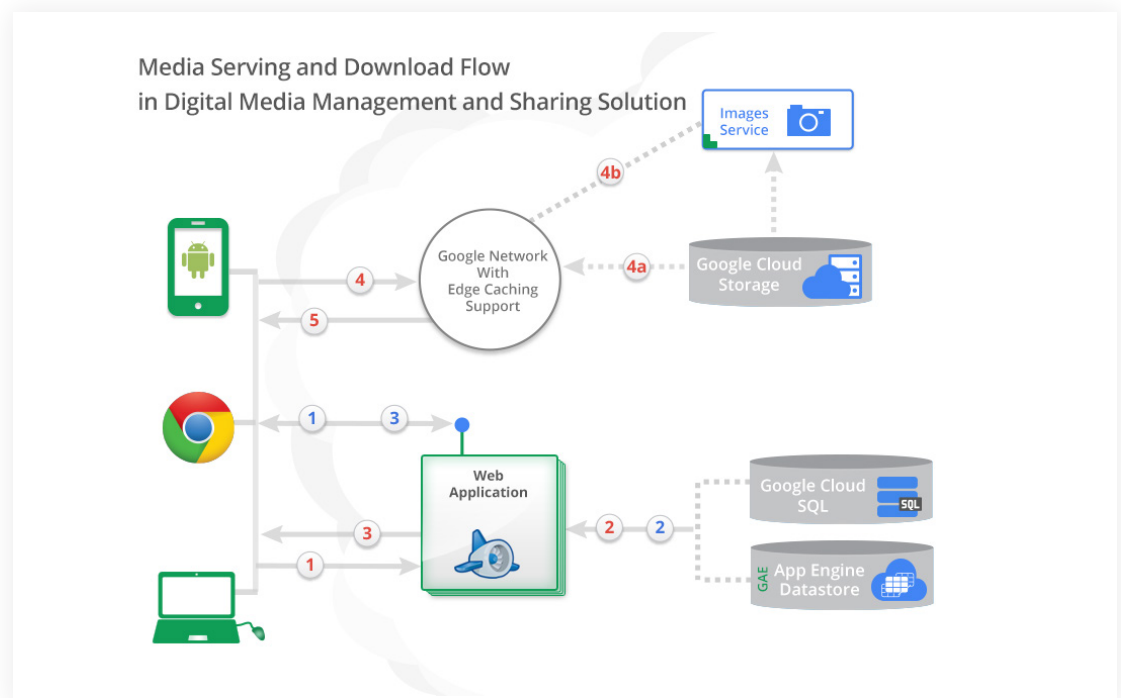 Media Serving and Download Flow
in Digital Media Management and Sharing Solution
Images
Service
4b
Google Network
With
Edge Caching
Support
4a
Google Cloud
Storage
4
5
1
3
Web
Application
Google Cloud
SQL
SQL
2
2
3
1
GAE
App Engine
Datastore